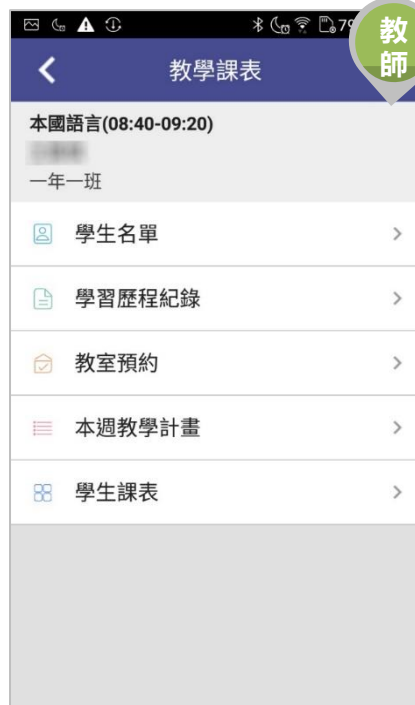 79
教師
教學課表
本國語言(08:40-09:20)
一年一班
學生名單
學習歷程紀錄
教室預約
本週教學計畫
學生課表